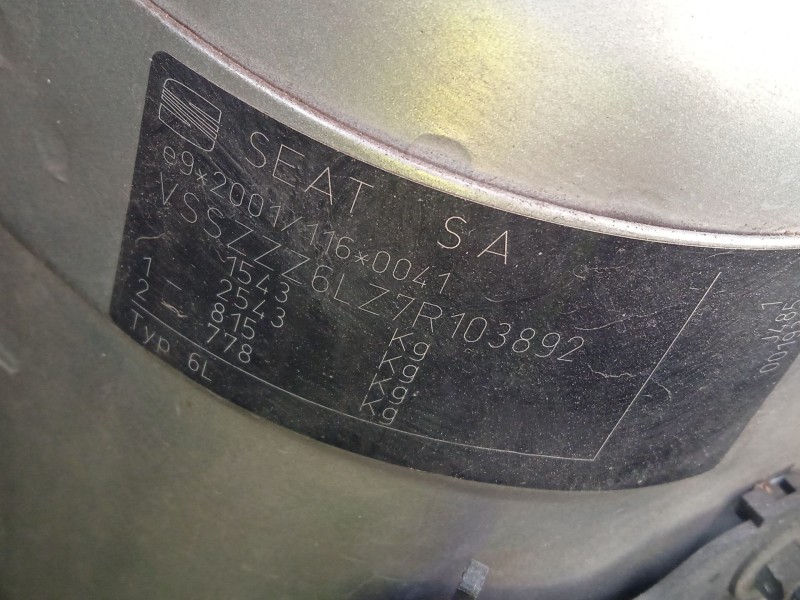 SEAT S.A.
e9*2001/116*0041
VSSZZZ6LZ7R103892
1543 Kg
2543 Kg
1 - 815 Kg
2 - 778 Kg
Typ 6L